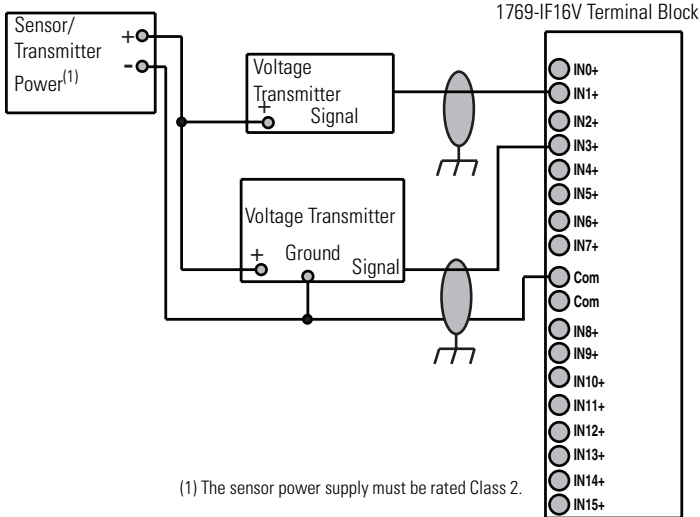 1769-IF16V Terminal Block
Sensor/
Transmitter
Power(1)
+
-
Voltage
Transmitter
+
Signal
Voltage Transmitter
+
Ground
Signal
IN0+
IN1+
IN2+
IN3+
IN4+
IN5+
IN6+
IN7+
Com
Com
IN8+
IN9+
IN10+
IN11+
IN12+
IN13+
IN14+
IN15+
(1) The sensor power supply must be rated Class 2.